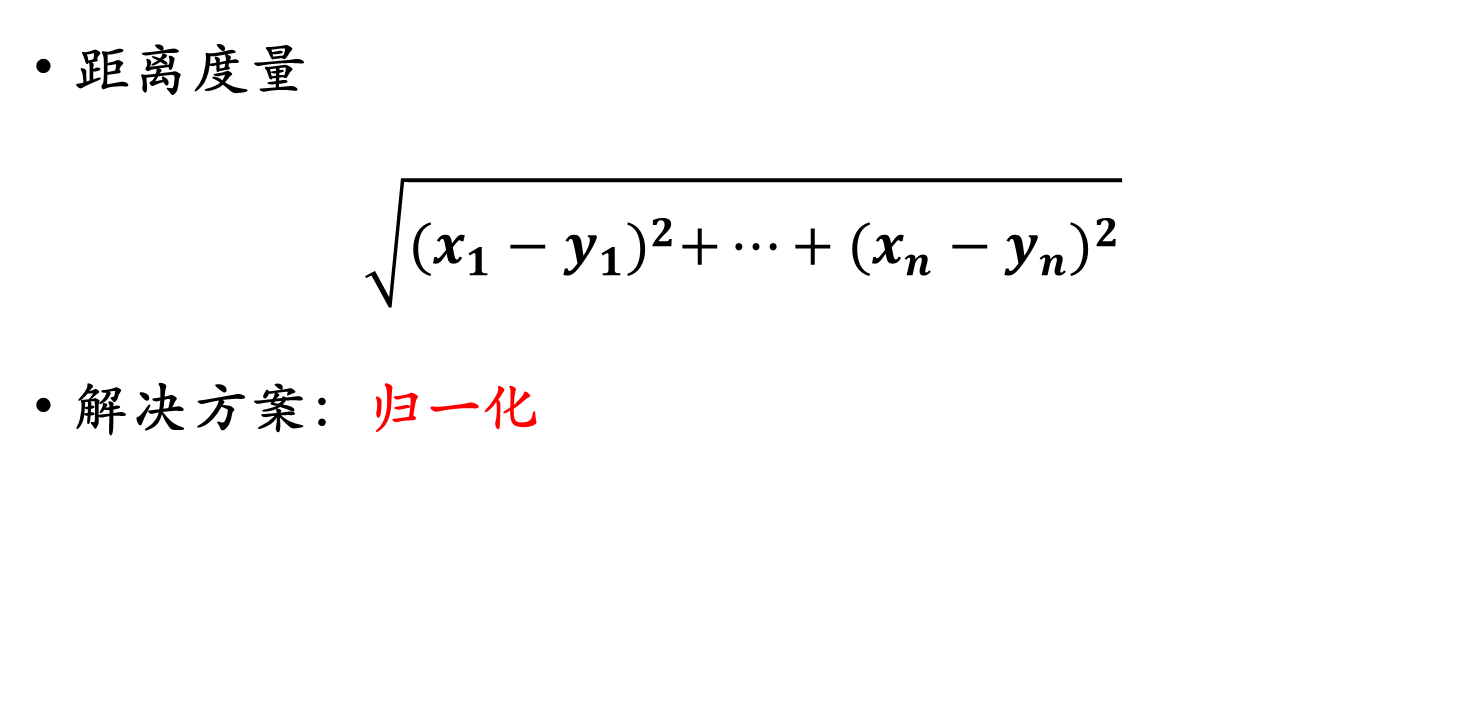 • 距离度量
√(x₁ − y₁)² + ⋯ + (xₙ − yₙ)²
• 解决方案：归一化